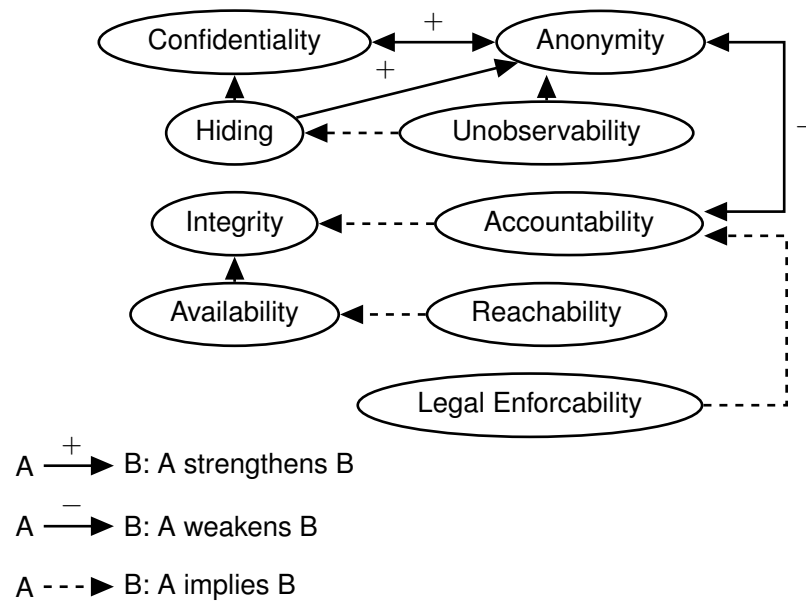 Confidentiality + Anonymity
+
Hiding Unobservability
−
Integrity Accountability
Availability Reachability
Legal Enforcability
+
A B: A strengthens B
−
A B: A weakens B
A B: A implies B